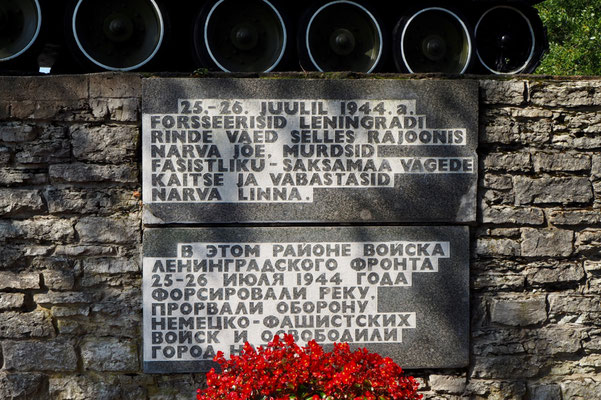 25.-26. JUULIL 1944.a.
FORSSEERISID LENINGRADI
RINDE VÄED SELLES RAJOONIS
NARVA JÕE, MURDSID
FAŠISTLIKU-SAKSAMAA VÄGEDE
KAITSE JA VABASTASID
NARVA LINNA.
В ЭТОМ РАЙОНЕ ВОЙСКА
ЛЕНИНГРАДСКОГО ФРОНТА
25-26 ИЮЛЯ 1944 ГОДА
ФОРСИРОВАЛИ РЕКУ.
ПРОРВАЛИ ОБОРОНУ
НЕМЕЦКО-ФАШИСТСКИХ
ВОЙСК И ОСВОБОДИЛИ
ГОРОД